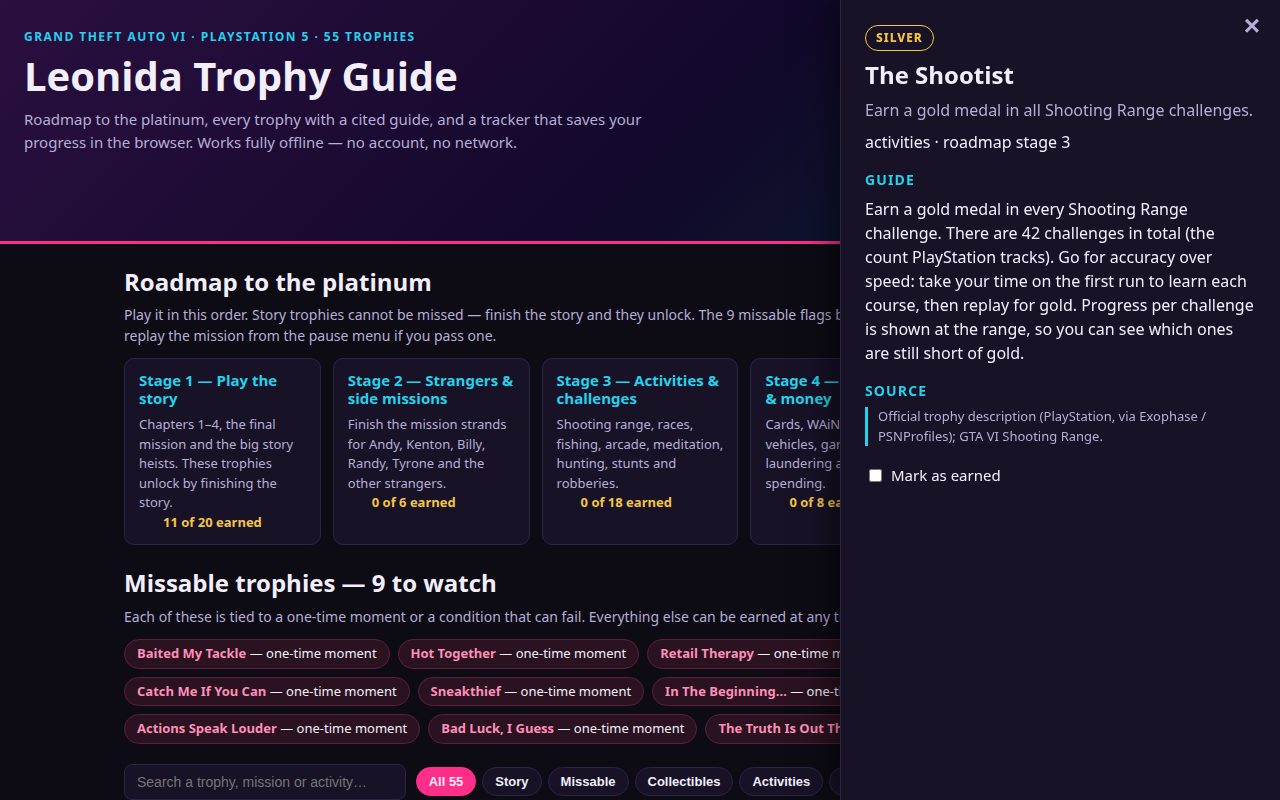 GRAND THEFT AUTO VI · PLAYSTATION 5 · 55 TROPHIES
Leonida Trophy Guide
Roadmap to the platinum, every trophy with a cited guide, and a tracker that saves your
progress in the browser. Works fully offline — no account, no network.
Roadmap to the platinum
Play it in this order. Story trophies cannot be missed — finish the story and they unlock. The 9 missable flags
replay the mission from the pause menu if you pass one.
Stage 1 — Play the
story
Chapters 1–4, the final
mission and the big story
heists. These trophies
unlock by finishing the
story.
11 of 20 earned
Stage 2 — Strangers &
side missions
Finish the mission strands
for Andy, Kenton, Billy,
Randy, Tyrone and the
other strangers.
0 of 6 earned
Stage 3 — Activities &
challenges
Shooting range, races,
fishing, arcade, meditation,
hunting, stunts and
robberies.
0 of 18 earned
Stage 4 —
& money
Cards, WAiN
vehicles,
laundering
spending.
0 of 8
Missable trophies — 9 to watch
Each of these is tied to a one-time moment or a condition that can fail. Everything else can be earned at any
Baited My Tackle — one-time moment
Hot Together — one-time moment
Retail Therapy — one-time
Catch Me If You Can — one-time moment
Sneakthief — one-time moment
In The Beginning... —
Actions Speak Louder — one-time moment
Bad Luck, I Guess — one-time moment
The Truth Is Out
Search a trophy, mission or activity…
All 55
Story
Missable
Collectibles
Activities
×
SILVER
The Shootist
Earn a gold medal in all Shooting Range challenges.
activities · roadmap stage 3
GUIDE
Earn a gold medal in every Shooting Range
challenge. There are 42 challenges in total (the
count PlayStation tracks). Go for accuracy over
speed: take your time on the first run to learn each
course, then replay for gold. Progress per challenge
is shown at the range, so you can see which ones
are still short of gold.
SOURCE
Official trophy description (PlayStation, via Exophase /
PSNProfiles); GTA VI Shooting Range.
Mark as earned